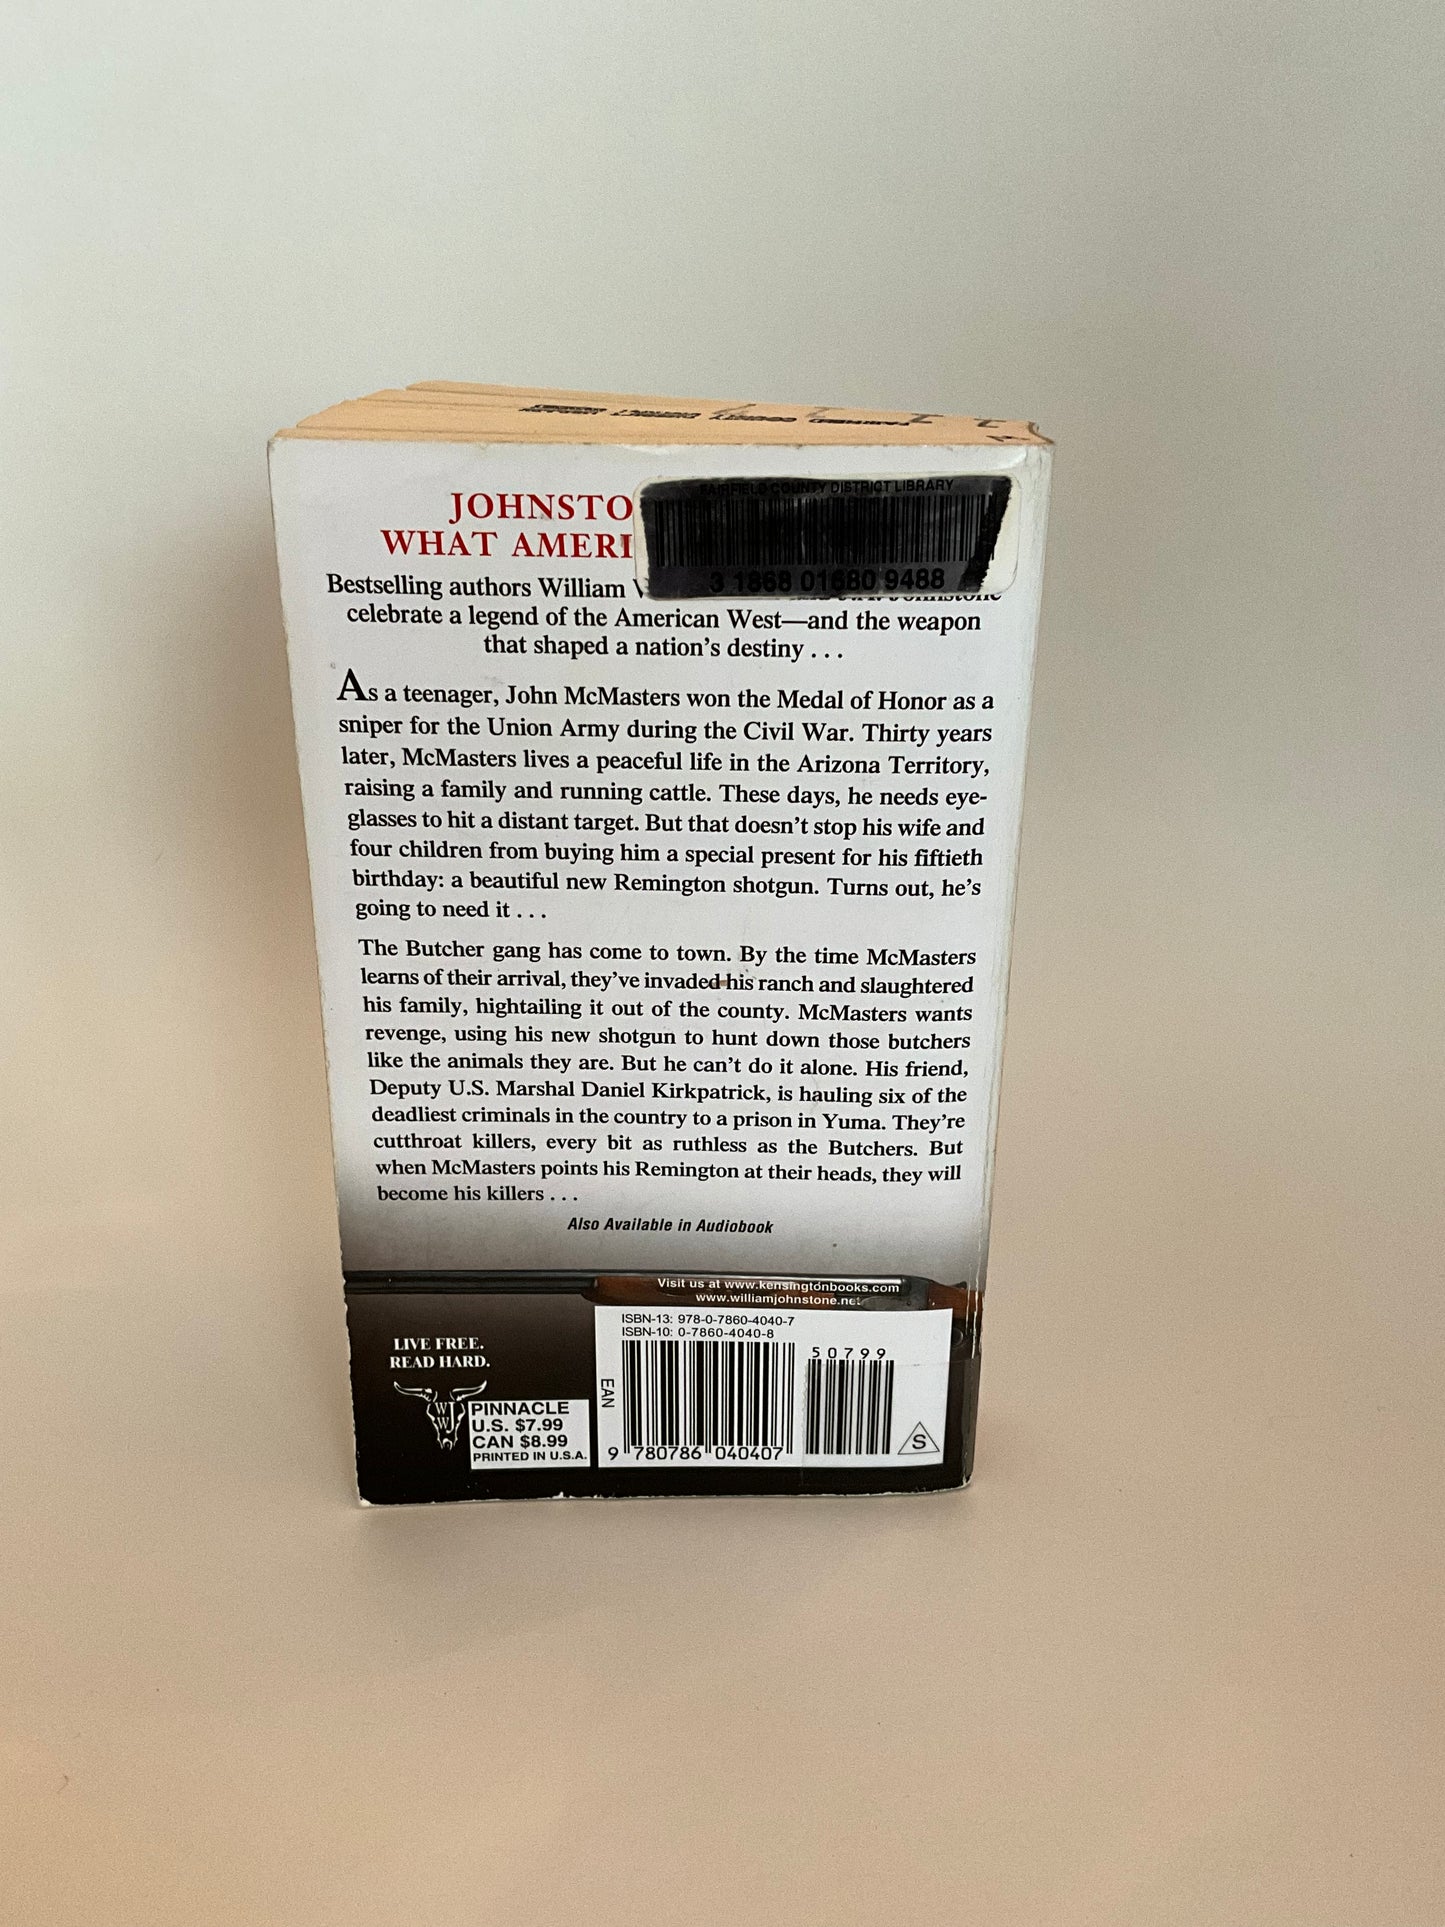 FAIRFIELD COUNTY DISTRICT LIBRARY
3 1868 01680 9488
JOHNSTO
WHAT AMERI
Bestselling authors William Johnstone
celebrate a legend of the American West—and the weapon
that shaped a nation's destiny . . .
As a teenager, John McMasters won the Medal of Honor as a
sniper for the Union Army during the Civil War. Thirty years
later, McMasters lives a peaceful life in the Arizona Territory,
raising a family and running cattle. These days, he needs eye-
glasses to hit a distant target. But that doesn't stop his wife and
four children from buying him a special present for his fiftieth
birthday: a beautiful new Remington shotgun. Turns out, he's
going to need it . . .
The Butcher gang has come to town. By the time McMasters
learns of their arrival, they've invaded his ranch and slaughtered
his family, hightailing it out of the county. McMasters wants
revenge, using his new shotgun to hunt down those butchers
like the animals they are. But he can't do it alone. His friend,
Deputy U.S. Marshal Daniel Kirkpatrick, is hauling six of the
deadliest criminals in the country to a prison in Yuma. They're
cutthroat killers, every bit as ruthless as the Butchers. But
when McMasters points his Remington at their heads, they will
become his killers . . .
Also Available in Audiobook
Visit us at www.kensingtonbooks.com
www.williamjohnstone.net
LIVE FREE.
READ HARD.
WJ
WJ
PINNACLE
U.S. $7.99
CAN $8.99
PRINTED IN U.S.A.
ISBN-13: 978-0-7860-4040-7
ISBN-10: 0-7860-4040-8
50799
EAN
9 780786 040407
S